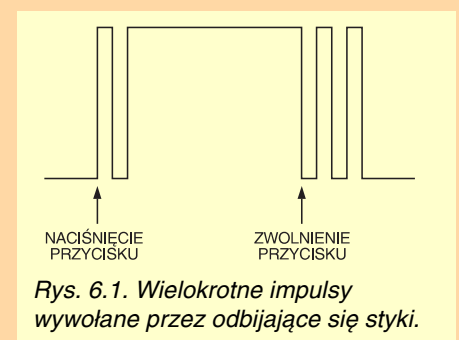 NACIŚNIĘCIE
PRZYCISKU
ZWOLNIENIE
PRZYCISKU
Rys. 6.1. Wielokrotne impulsy
wywołane przez odbijające się styki.